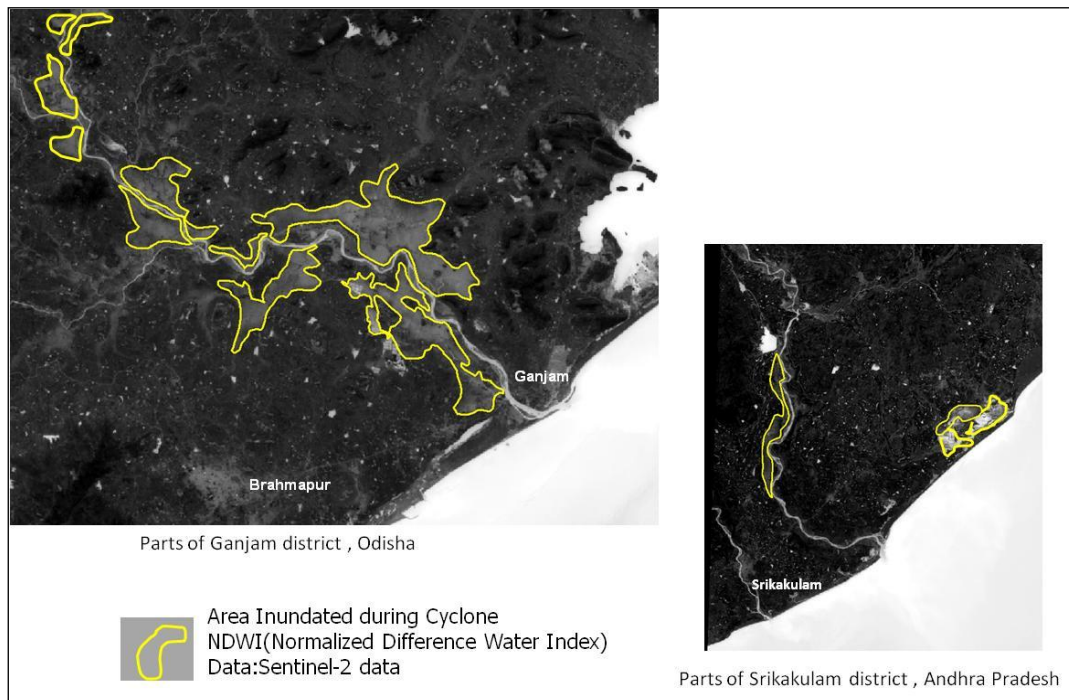 Ganjam
Brahmapur
Parts of Ganjam district , Odisha
Srikakulam
Parts of Srikakulam district , Andhra Pradesh
Area Inundated during Cyclone
NDWI(Normalized Difference Water Index)
Data:Sentinel-2 data